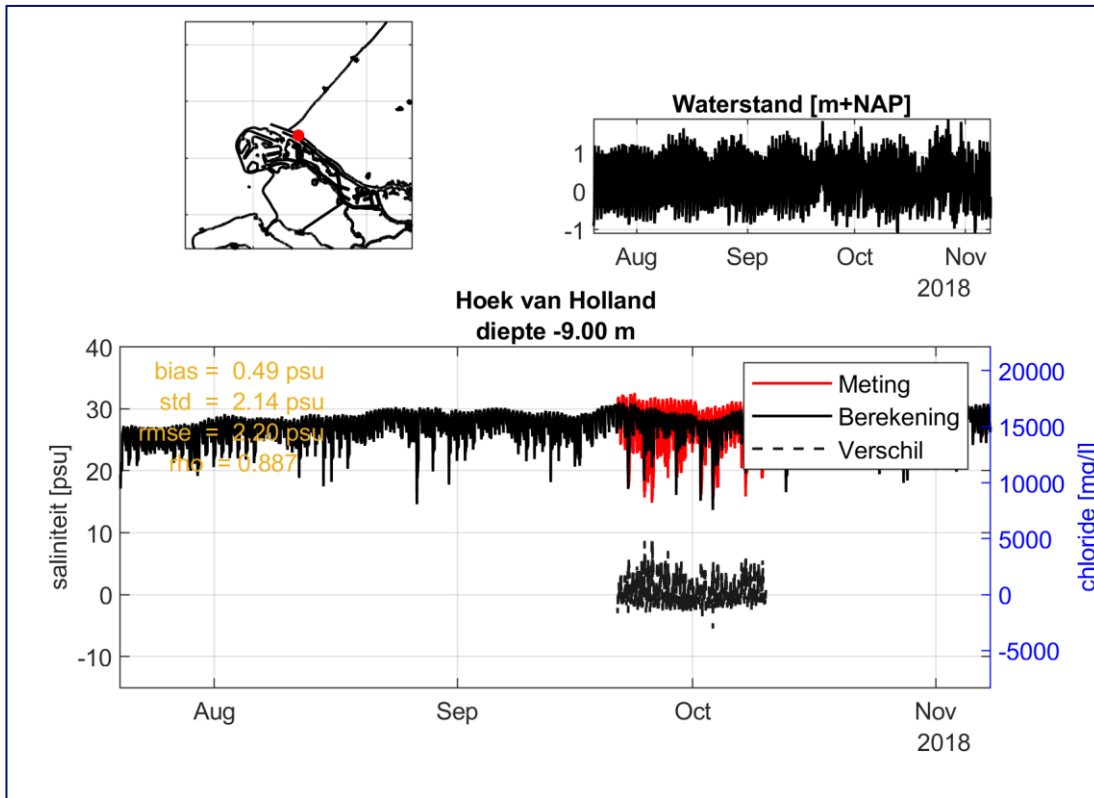 Waterstand [m+NAP]
1
0
-1
Aug Sep Oct Nov
2018
Hoek van Holland
diepte -9.00 m
bias = 0.49 psu
std = 2.14 psu
rmse = 2.20 psu
rho = 0.887
Meting
Berekening
Verschil
saliniteit [psu]
40
30
20
10
0
-10
chloride [mg/l]
20000
15000
10000
5000
0
-5000
Aug Sep Oct Nov
2018